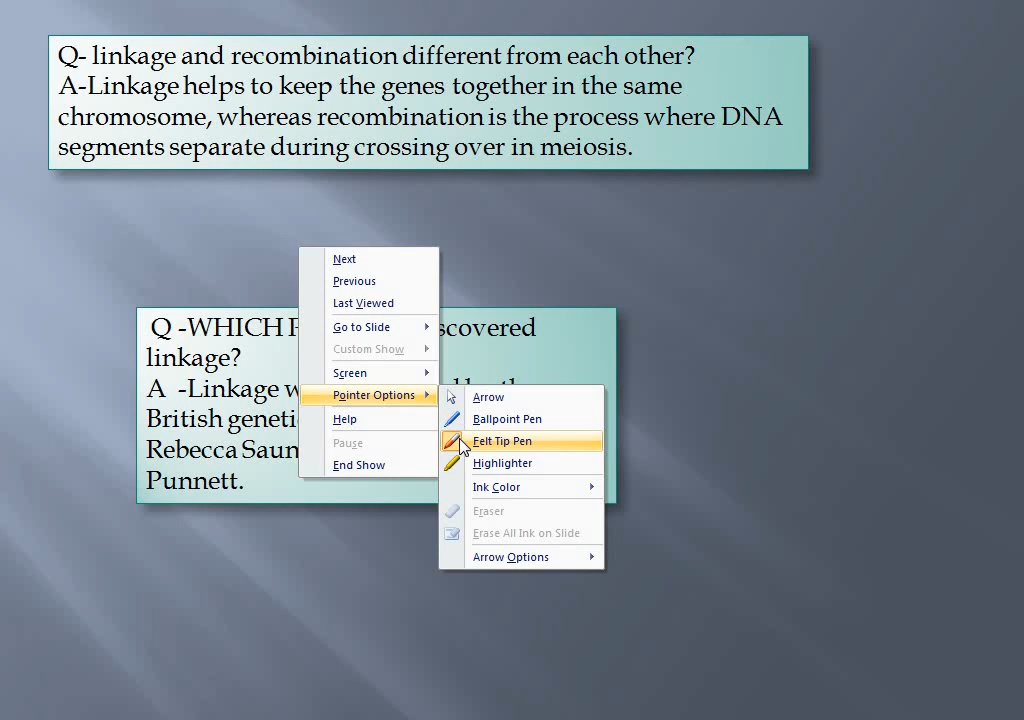 Q- linkage and recombination different from each other?
A-Linkage helps to keep the genes together in the same
chromosome, whereas recombination is the process where DNA
segments separate during crossing over in meiosis.
Q -WHICH
linkage?
A -Linkage
British
Rebecca
Punnett.
Next
Previous
Last Viewed
Go to Slide
Custom Show
Screen
Pointer Options
Help
Pause
End Show
Arrow
Ballpoint Pen
Felt Tip Pen
Highlighter
Ink Color
Eraser
Erase All Ink on Slide
Arrow Options